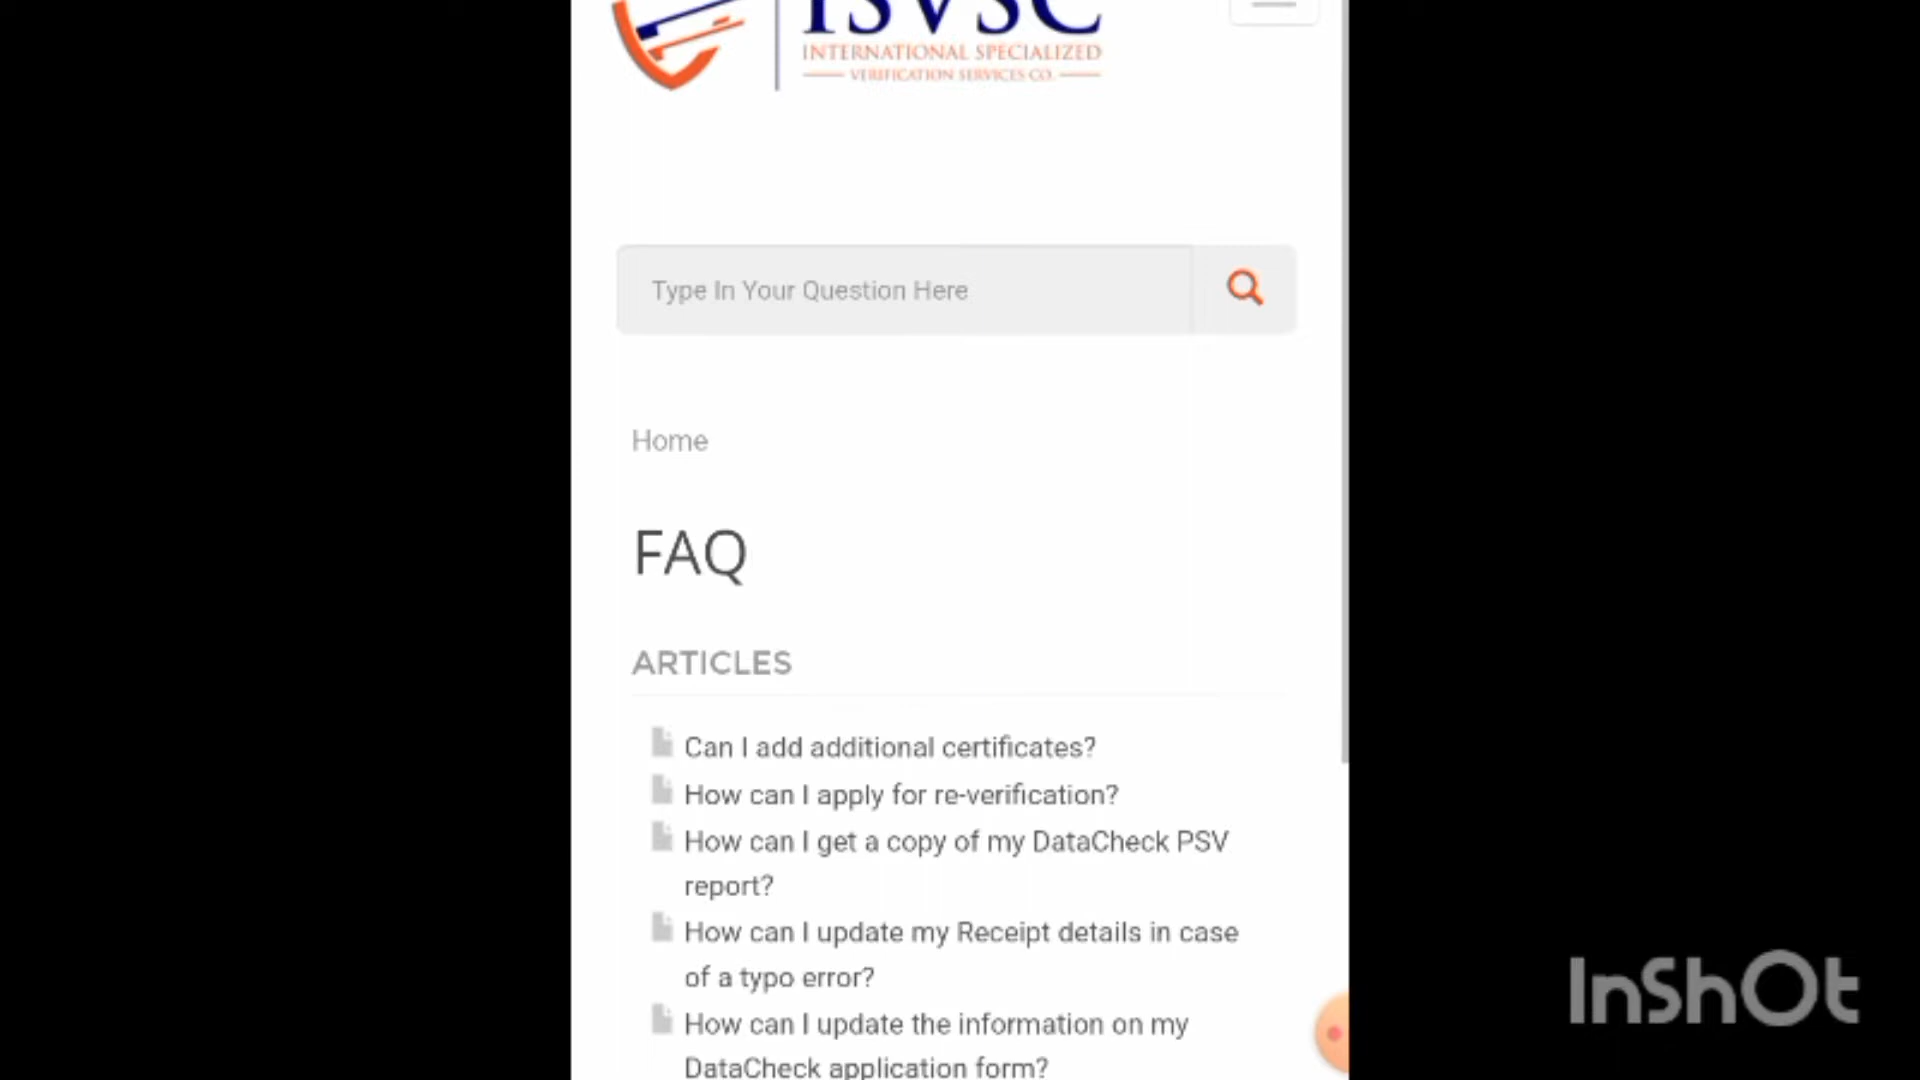 ISVSC
INTERNATIONAL SPECIALIZED
VERIFICATION SERVICES CO.
Type In Your Question Here
Home
FAQ
ARTICLES
Can I add additional certificates?
How can I apply for re-verification?
How can I get a copy of my DataCheck PSV
report?
How can I update my Receipt details in case
of a typo error?
How can I update the information on my
DataCheck application form?
InShOt